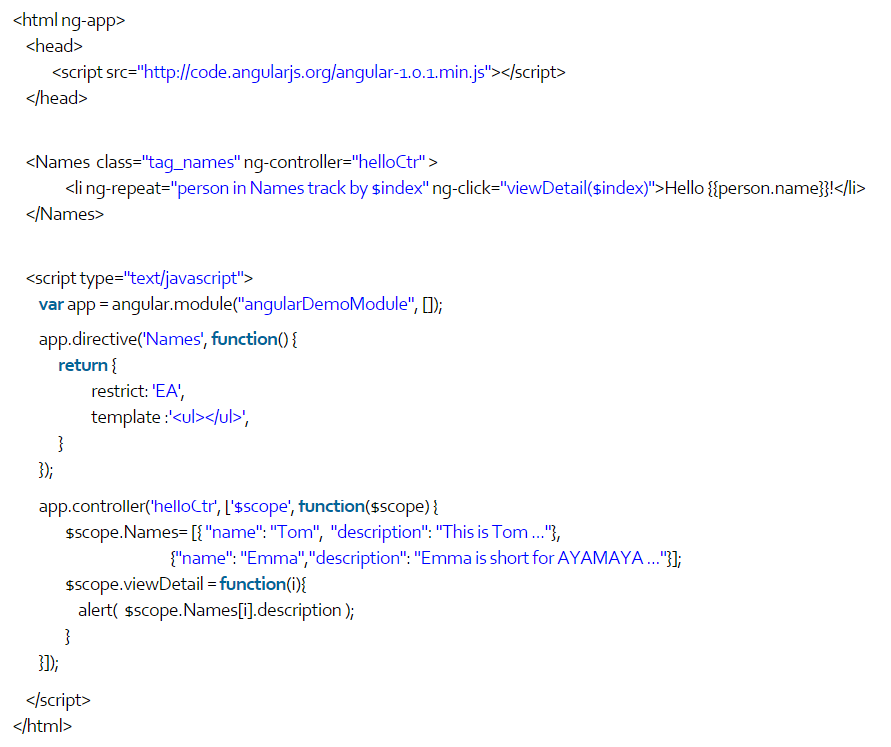 <html ng-app>
<head>
<script src="http://code.angularjs.org/angular-1.0.1.min.js"></script>
</head>
<Names class="tag_names" ng-controller="helloCtr" >
<li ng-repeat="person in Names track by $index" ng-click="viewDetail($index)">Hello {{person.name}}!</li>
</Names>
<script type="text/javascript">
var app = angular.module("angularDemoModule", []);
app.directive('Names', function() {
return {
restrict: 'EA',
template :'<ul></ul>',
}
});
app.controller('helloCtr', ['$scope', function($scope) {
$scope.Names= [{ "name": "Tom", "description": "This is Tom ..."},
{"name": "Emma","description": "Emma is short for AYAMAYA ..."}];
$scope.viewDetail = function(i){
alert( $scope.Names[i].description );
}
}]);
</script>
</html>